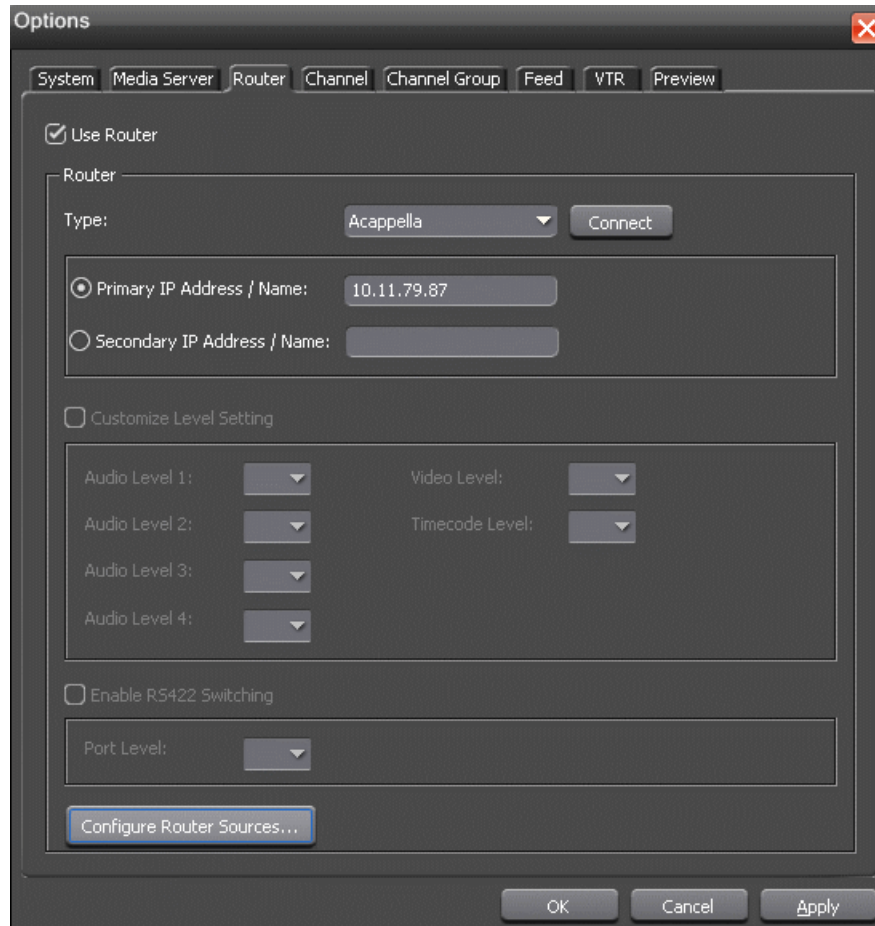 Options
System Media Server Router Channel Channel Group Feed VTR Preview
Use Router
Router
Type: Acappella Connect
Primary IP Address / Name: 10.11.79.87
Secondary IP Address / Name:
Customize Level Setting
Audio Level 1: Video Level:
Audio Level 2: Timecode Level:
Audio Level 3:
Audio Level 4:
Enable RS422 Switching
Port Level:
Configure Router Sources...
OK Cancel Apply